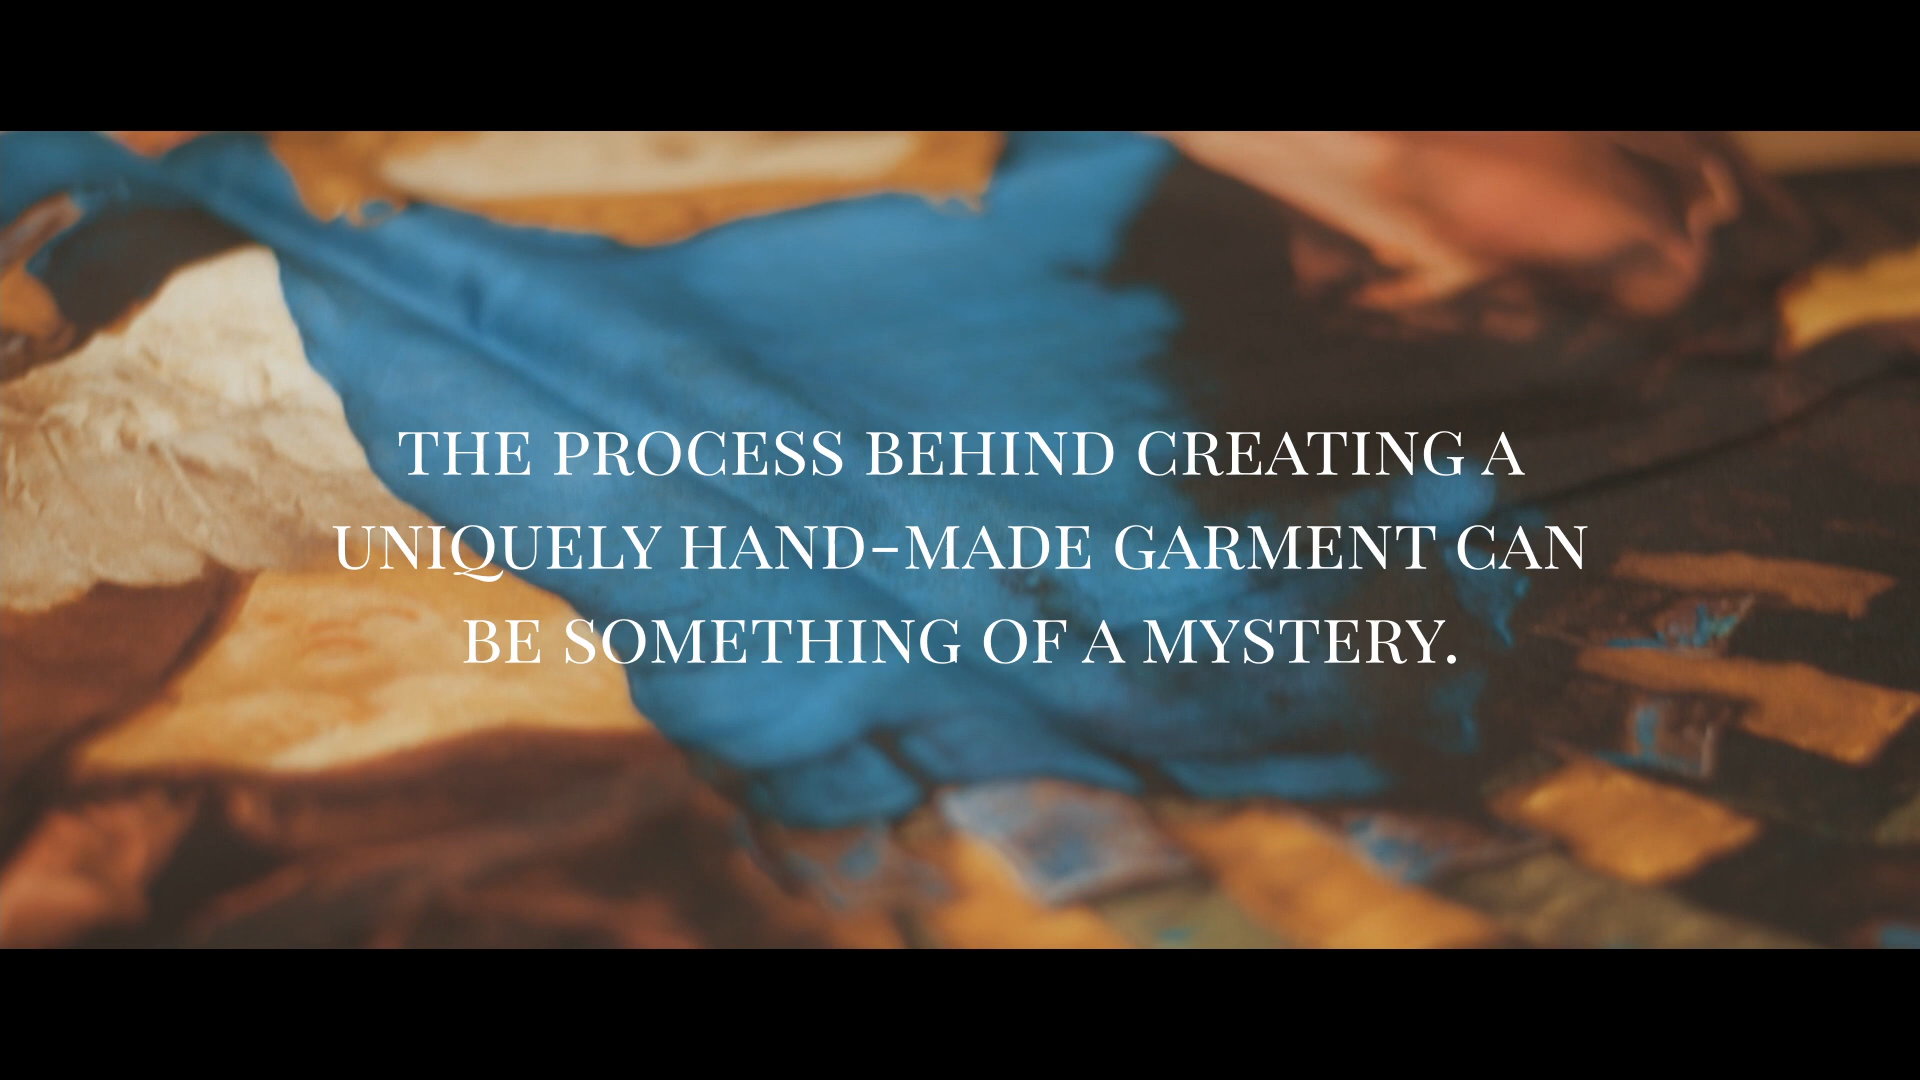 THE PROCESS BEHIND CREATING A
UNIQUELY HAND-MADE GARMENT CAN
BE SOMETHING OF A MYSTERY.